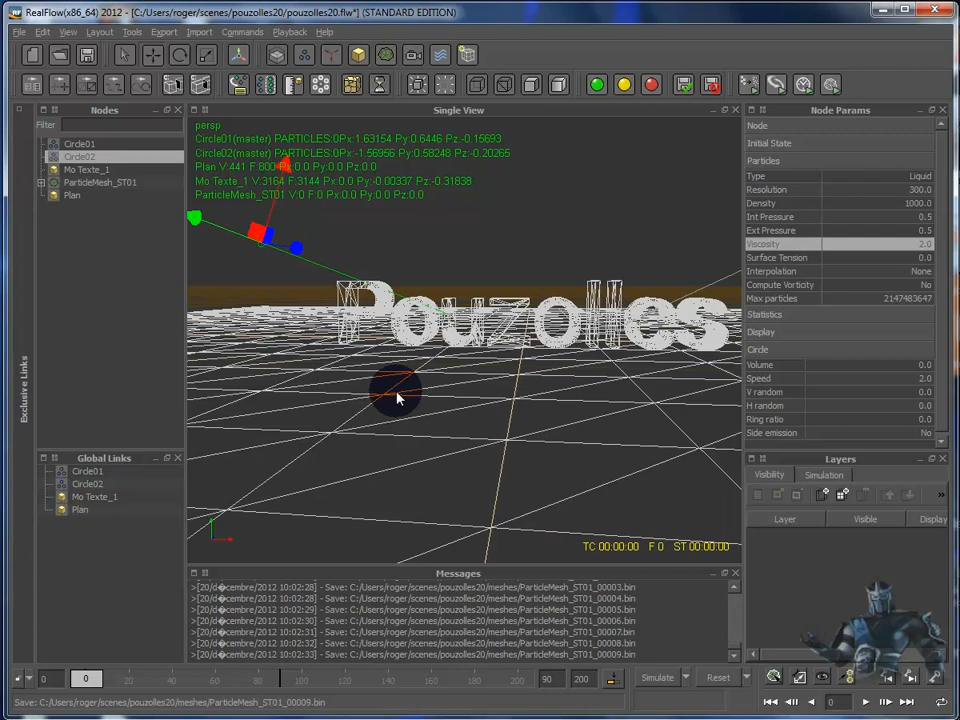 RealFlow(x86_64) 2012 - [C:/Users/roger/scenes/pouzolles20/pouzolles20.flw*] (STANDARD EDITION)
File Edit View Layout Tools Export Import Commands Playback Help
Nodes
Filter
Circle01
Circle02
Mo Texte_1
ParticleMesh_ST01
Plan
Exclusive Links
Global Links
Circle01
Circle02
Mo Texte_1
Plan
Single View
persp
Circle01(master) PARTICLES:0Px:1.63154 Py:0.6446 Pz:-0.15693
Circle02(master) PARTICLES:0Px:-1.56956 Py:0.58248 Pz:-0.20265
Plan V:441 F:800 Px:0.0 Py:0.0 Pz:0.0
Mo Texte_1 V:3164 F:3144 Px:0.0 Py:-0.00337 Pz:-0.31838
ParticleMesh_ST01 V:0 F:0 Px:0.0 Py:0.0 Pz:0.0
Pouzolles
TC 00:00:00 F 0 ST 00:00:00
Messages
>[20/d�cembre/2012 10:02:28] - Save: C:/Users/roger/scenes/pouzolles20/meshes/ParticleMesh_ST01_00003.bin
>[20/d�cembre/2012 10:02:28] - Save: C:/Users/roger/scenes/pouzolles20/meshes/ParticleMesh_ST01_00004.bin
>[20/d�cembre/2012 10:02:29] - Save: C:/Users/roger/scenes/pouzolles20/meshes/ParticleMesh_ST01_00005.bin
>[20/d�cembre/2012 10:02:30] - Save: C:/Users/roger/scenes/pouzolles20/meshes/ParticleMesh_ST01_00006.bin
>[20/d�cembre/2012 10:02:31] - Save: C:/Users/roger/scenes/pouzolles20/meshes/ParticleMesh_ST01_00007.bin
>[20/d�cembre/2012 10:02:32] - Save: C:/Users/roger/scenes/pouzolles20/meshes/ParticleMesh_ST01_00008.bin
>[20/d�cembre/2012 10:02:33] - Save: C:/Users/roger/scenes/pouzolles20/meshes/ParticleMesh_ST01_00009.bin
Node Params
Node
Initial State
Particles
Type Liquid
Resolution 300.0
Density 1000.0
Int Pressure 0.5
Ext Pressure 0.5
Viscosity 2.0
Surface Tension 0.0
Interpolation None
Compute Vorticity No
Max particles 2147483647
Statistics
Display
Circle
Volume 0.0
Speed 2.0
V random 0.0
H random 0.0
Ring ratio 0.0
Side emission No
Layers
Visibility Simulation
Layer Visible Display
0 0 20 40 60 80 100 120 140 160 180 90 200 Simulate Reset 0
Save: C:/Users/roger/scenes/pouzolles20/meshes/ParticleMesh_ST01_00009.bin